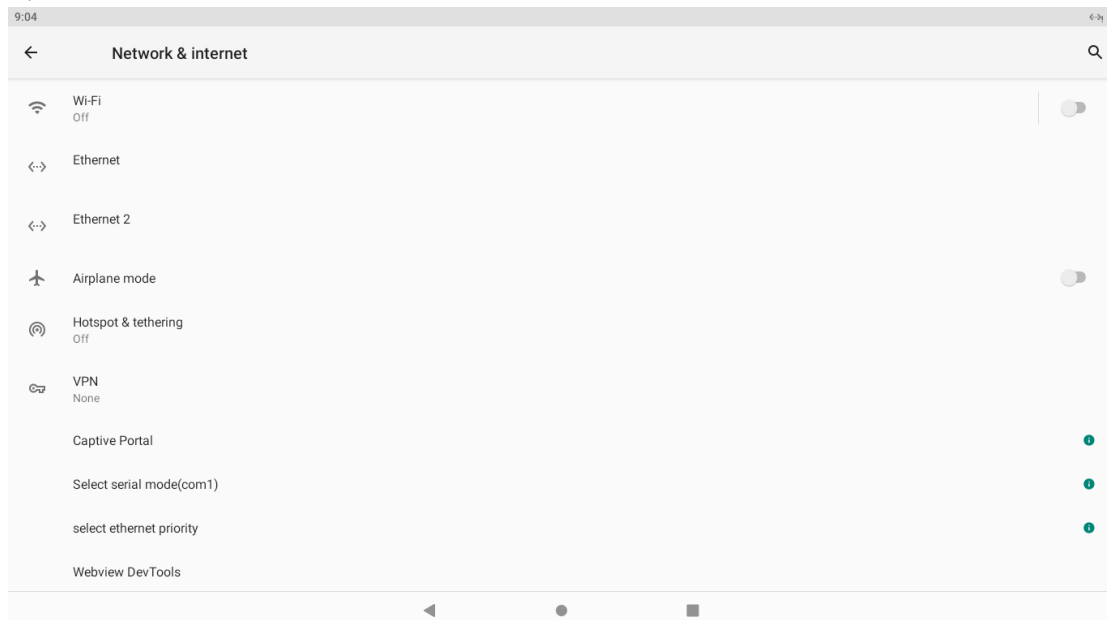 9:04
Network & internet
Wi-Fi
Off
Ethernet
Ethernet 2
Airplane mode
Hotspot & tethering
Off
VPN
None
Captive Portal
Select serial mode(com1)
select ethernet priority
Webview DevTools